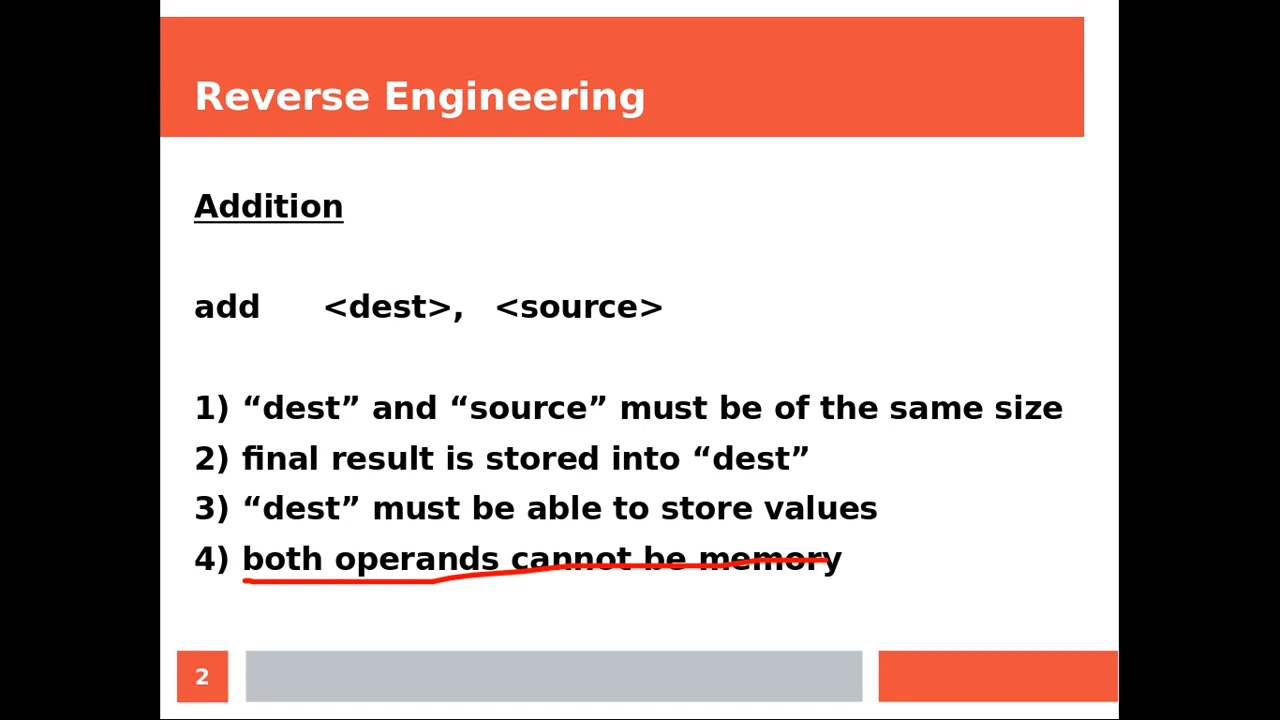 Reverse Engineering
Addition
add <dest>, <source>
1) “dest” and “source” must be of the same size
2) final result is stored into “dest”
3) “dest” must be able to store values
4) both operands cannot be memory
2